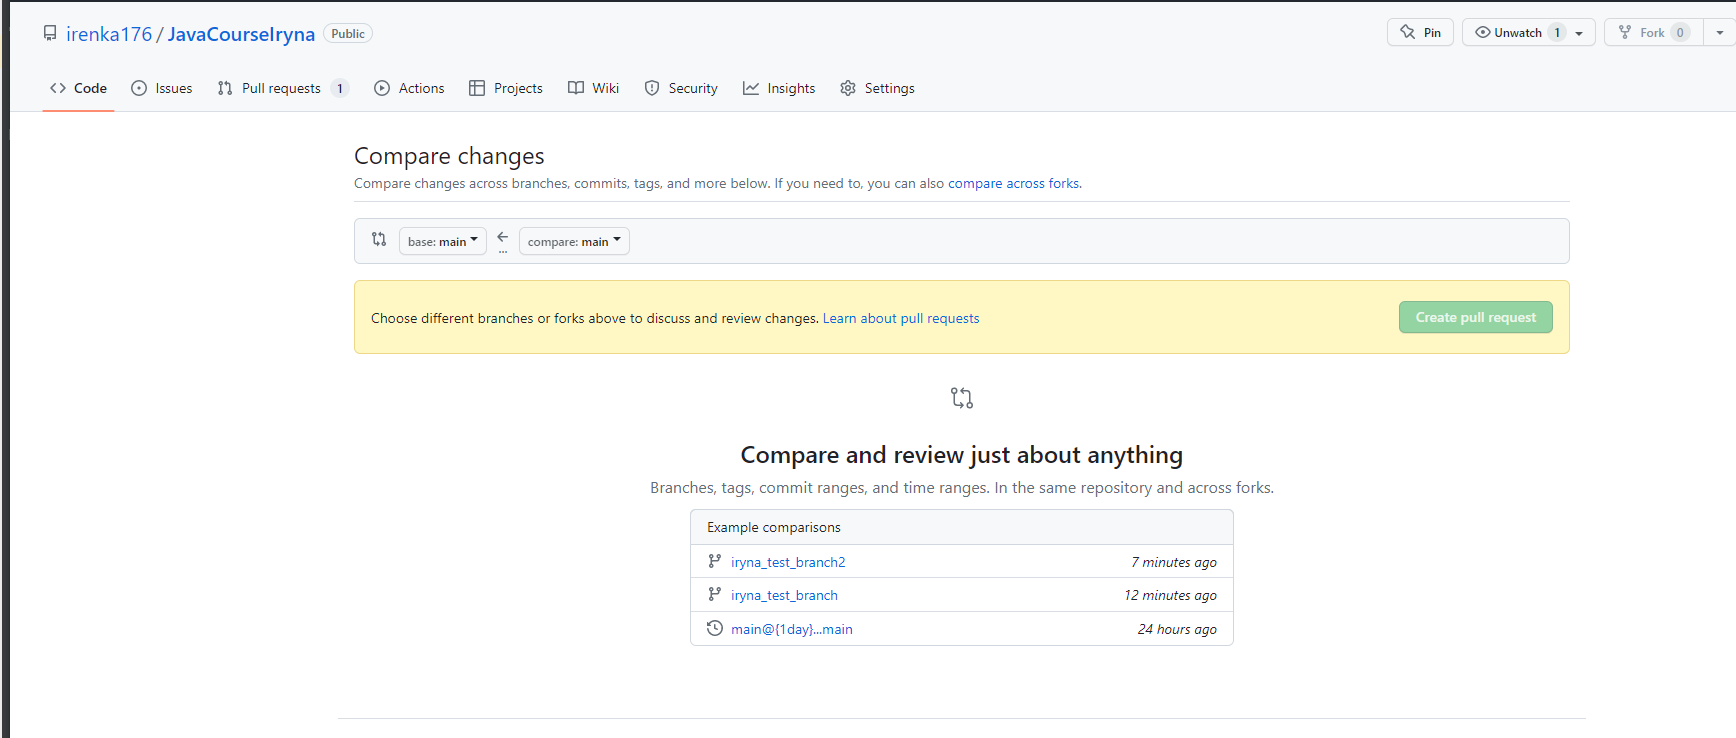 irenka176 / JavaCourseIryna Public
Pin Unwatch 1 Fork 0
Code Issues Pull requests 1 Actions Projects Wiki Security Insights Settings
Compare changes
Compare changes across branches, commits, tags, and more below. If you need to, you can also compare across forks.
base: main ← compare: main
...
Choose different branches or forks above to discuss and review changes. Learn about pull requests
Create pull request
Compare and review just about anything
Branches, tags, commit ranges, and time ranges. In the same repository and across forks.
Example comparisons
iryna_test_branch2 7 minutes ago
iryna_test_branch 12 minutes ago
main@{1day}...main 24 hours ago